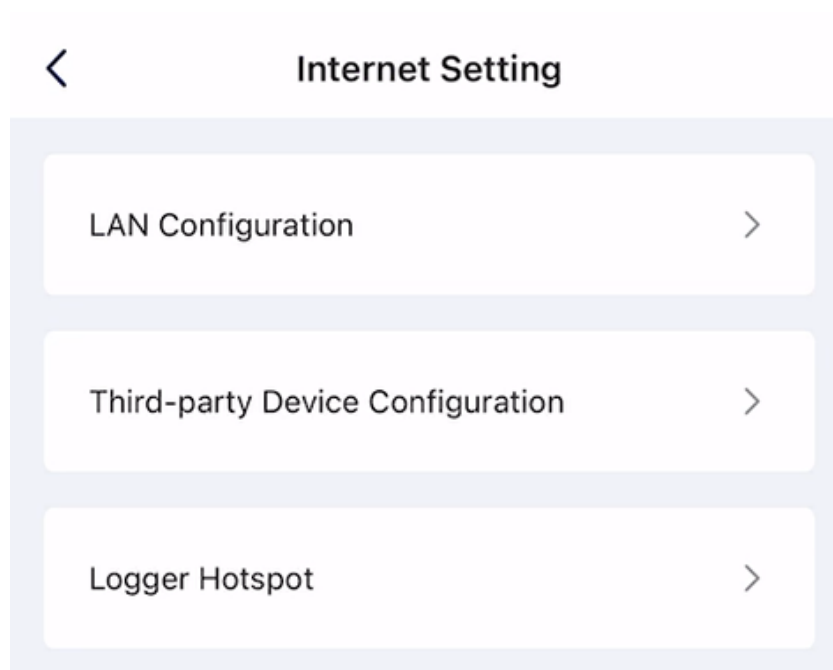 Internet Setting
LAN Configuration
Third-party Device Configuration
Logger Hotspot